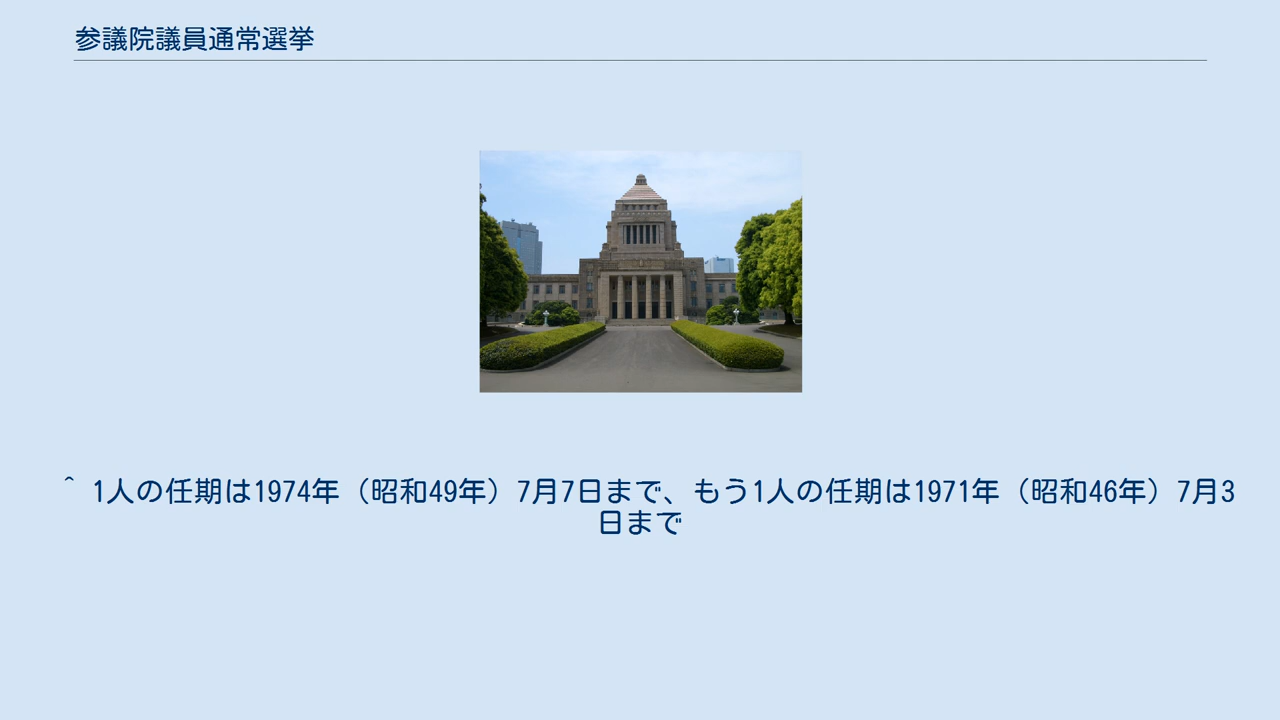 参議院議員通常選挙
^ 1人の任期は1974年（昭和49年）7月7日まで、もう1人の任期は1971年（昭和46年）7月3
日まで